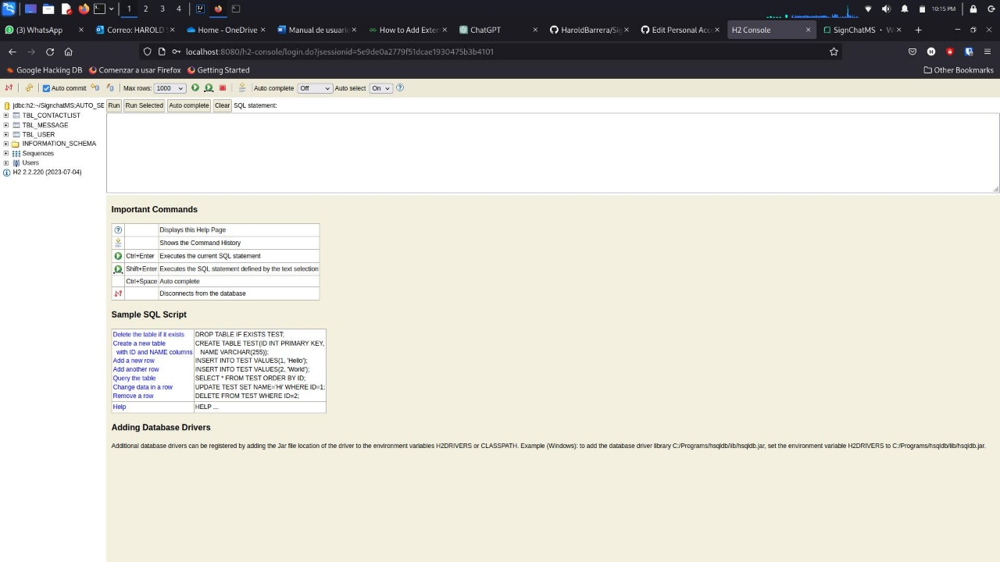 1
2
3
4
10:15 PM
(3) WhatsApp
Correo: HAROLD S
Home - OneDrive
Manual de usuario
How to Add Exter
ChatGPT
HaroldBarrera/Sig
Edit Personal Acc
H2 Console
SignChatMS
localhost:8080/h2-console/login.do?jsessionid=5e9de0a2779f51dcae1930475b3b4101
Google Hacking DB
Comenzar a usar Firefox
Getting Started
Other Bookmarks
Auto commit
Max rows: 1000
Auto complete Off
Auto select On
jdbc:h2:~/SignchatMS;AUTO_SE
TBL_CONTACTLIST
TBL_MESSAGE
TBL_USER
INFORMATION_SCHEMA
Sequences
Users
H2 2.2.220 (2023-07-04)
Run Run Selected Auto complete Clear SQL statement:
Important Commands
Displays this Help Page
Shows the Command History
Ctrl+Enter Executes the current SQL statement
Shift+Enter Executes the SQL statement defined by the text selection
Ctrl+Space Auto complete
Disconnects from the database
Sample SQL Script
Delete the table if it exists DROP TABLE IF EXISTS TEST;
Create a new table CREATE TABLE TEST(ID INT PRIMARY KEY,
with ID and NAME columns NAME VARCHAR(255));
Add a new row INSERT INTO TEST VALUES(1, 'Hello');
Add another row INSERT INTO TEST VALUES(2, 'World');
Query the table SELECT * FROM TEST ORDER BY ID;
Change data in a row UPDATE TEST SET NAME='Hi' WHERE ID=1;
Remove a row DELETE FROM TEST WHERE ID=2;
Help HELP ...
Adding Database Drivers
Additional database drivers can be registered by adding the Jar file location of the driver to the environment variables H2DRIVERS or CLASSPATH. Example (Windows): to add the database driver library C:/Programs/hsqldb/lib/hsqldb.jar, set the environment variable H2DRIVERS to C:/Programs/hsqldb/lib/hsqldb.jar.